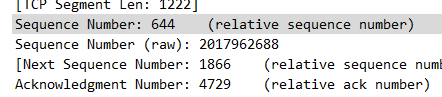 [TCP Segment Len: 1222]
Sequence Number: 644    (relative sequence number)
Sequence Number (raw): 2017962688
[Next Sequence Number: 1866    (relative sequence num
Acknowledgment Number: 4729    (relative ack number)